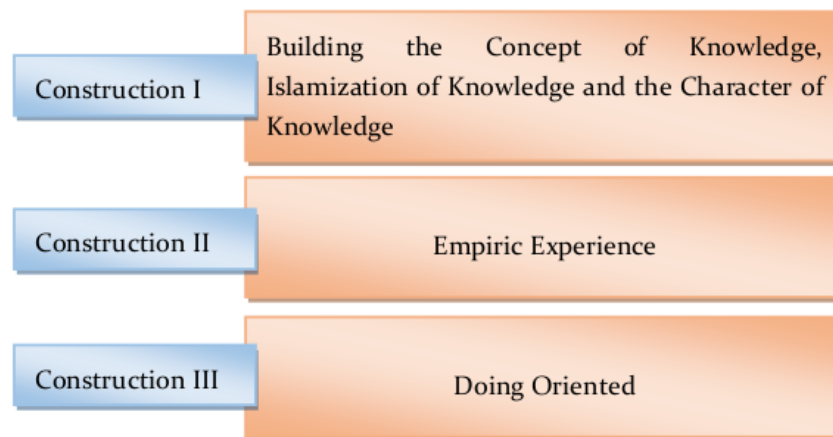 Construction I
Building the Concept of Knowledge,
Islamization of Knowledge and the Character of
Knowledge
Construction II
Empiric Experience
Construction III
Doing Oriented